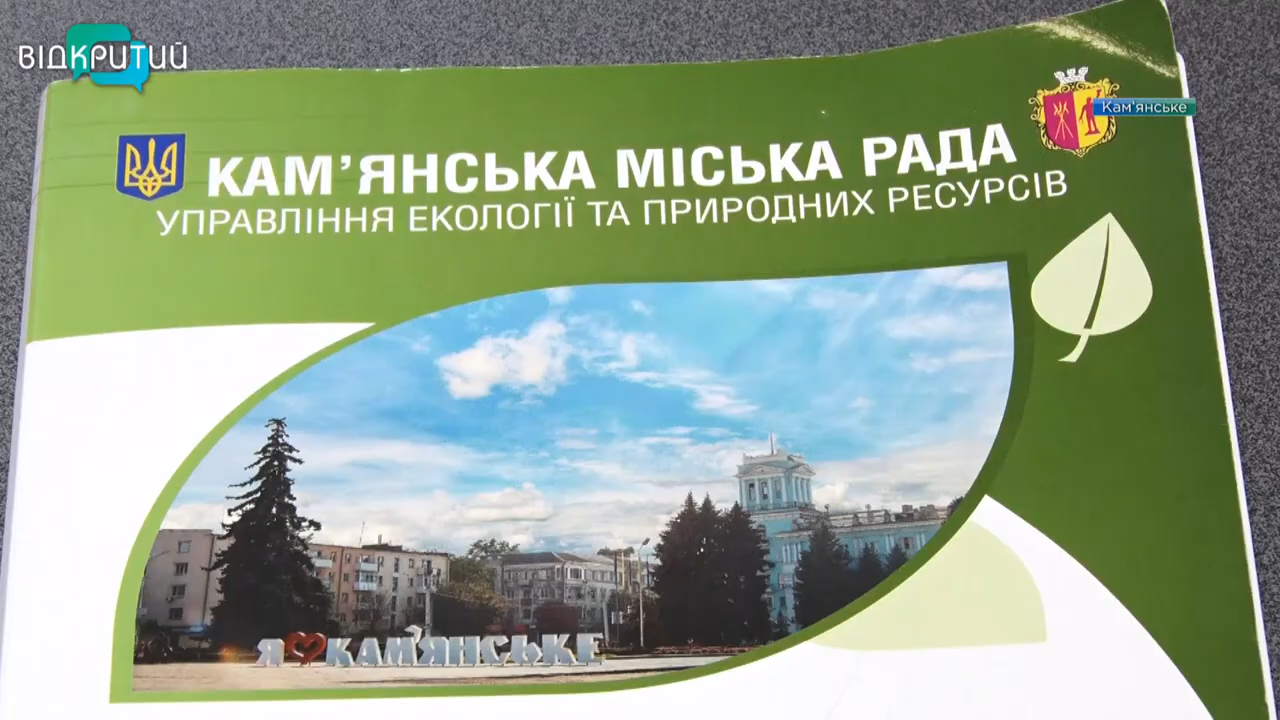 ВІДКРИТИЙ
Кам'янське
КАМ’ЯНСЬКА МІСЬКА РАДА
УПРАВЛІННЯ ЕКОЛОГІЇ ТА ПРИРОДНИХ РЕСУРСІВ
Я КАМ'ЯНСЬКЕ